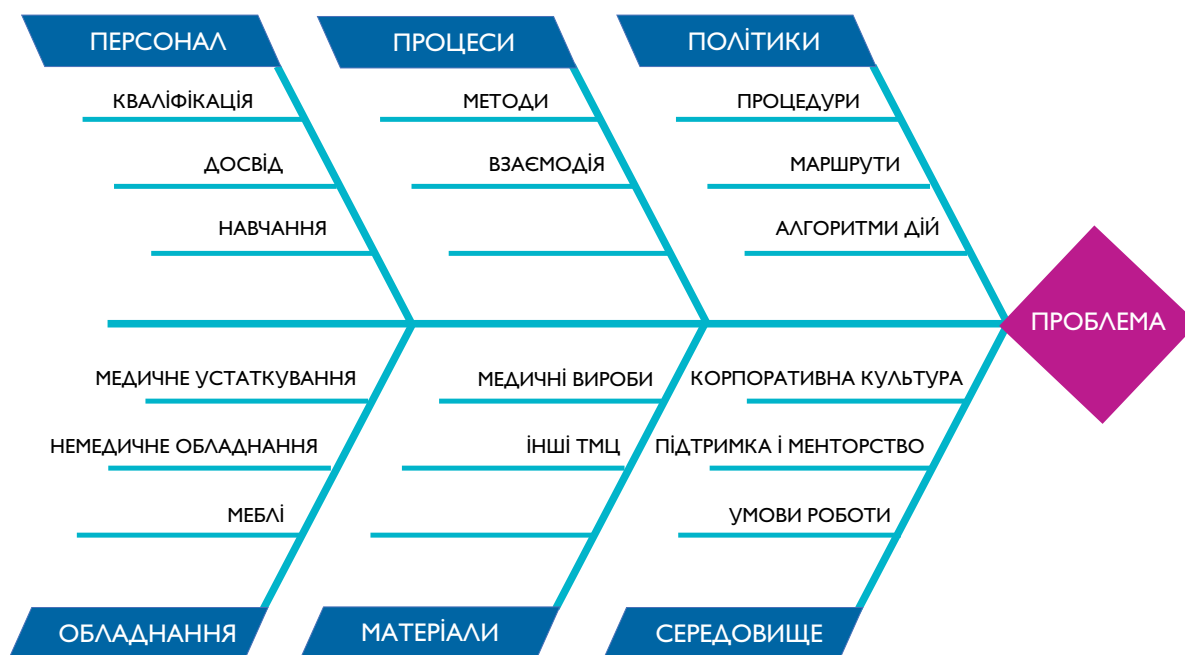 ПЕРСОНАЛ
ПРОЦЕСИ
ПОЛІТИКИ
КВАЛІФІКАЦІЯ
МЕТОДИ
ПРОЦЕДУРИ
ДОСВІД
ВЗАЄМОДІЯ
МАРШРУТИ
НАВЧАННЯ
АЛГОРИТМИ ДІЙ
ПРОБЛЕМА
МЕДИЧНЕ УСТАТКУВАННЯ
МЕДИЧНІ ВИРОБИ
КОРПОРАТИВНА КУЛЬТУРА
НЕМЕДИЧНЕ ОБЛАДНАННЯ
ІНШІ ТМЦ
ПІДТРИМКА І МЕНТОРСТВО
МЕБЛІ
УМОВИ РОБОТИ
ОБЛАДНАННЯ
МАТЕРІАЛИ
СЕРЕДОВИЩЕ